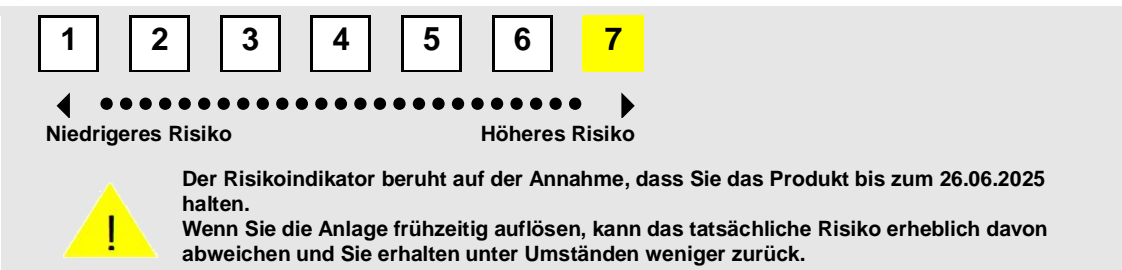 1 2 3 4 5 6 7
Niedrigeres Risiko Höheres Risiko
Der Risikoindikator beruht auf der Annahme, dass Sie das Produkt bis zum 26.06.2025
halten.
Wenn Sie die Anlage frühzeitig auflösen, kann das tatsächliche Risiko erheblich davon
! abweichen und Sie erhalten unter Umständen weniger zurück.